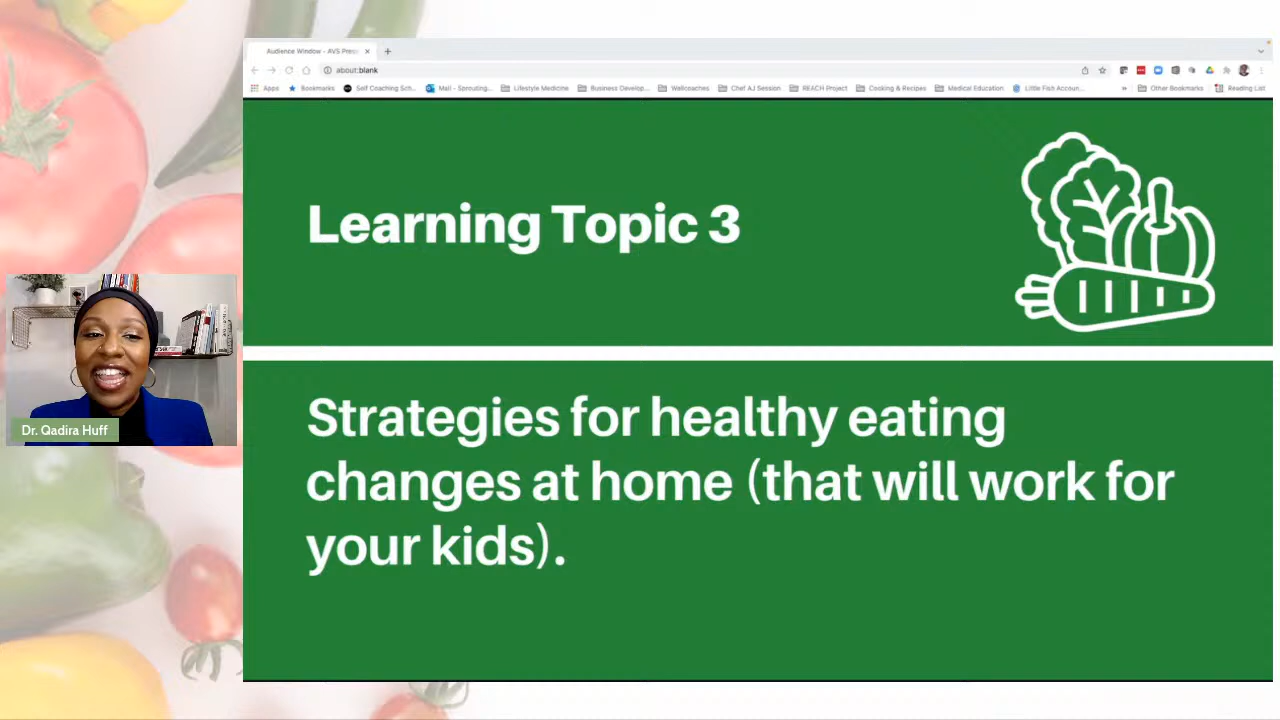 Audience Window - AVS Pres
about:blank
Apps
Bookmarks
Self Coaching Sch...
Mail - Sprouting...
Lifestyle Medicine
Business Develop...
Wellcoaches
Chef AJ Session
REACH Project
Cooking & Recipes
Medical Education
Little Fish Accoun...
»
Other Bookmarks
Reading List
Learning Topic 3
Strategies for healthy eating
changes at home (that will work for
your kids).
Dr. Qadira Huff